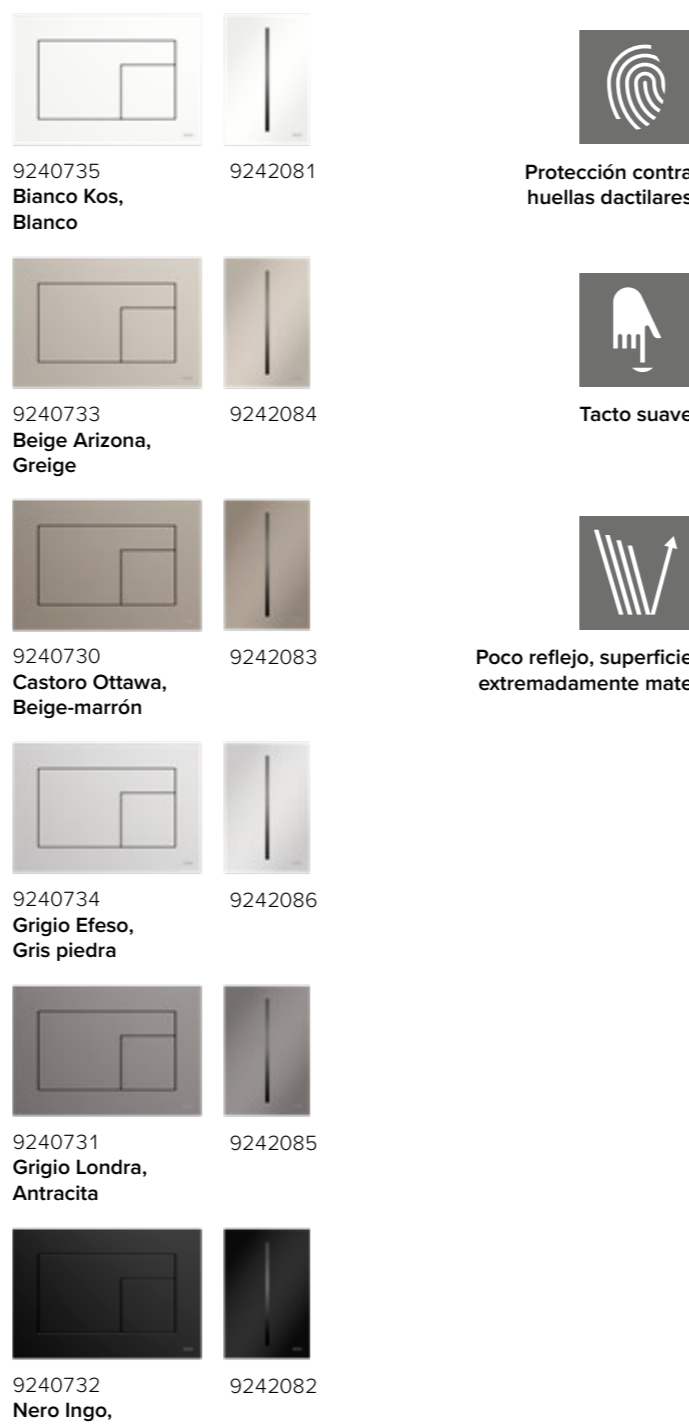 9240735
Bianco Kos,
Blanco
9242081
Protección contra
huellas dactilares
9240733
Beige Arizona,
Greige
9242084
Tacto suave
9240730
Castoro Ottawa,
Beige-marrón
9242083
Poco reflejo, superficie
extremadamente mate
9240734
Grigio Efeso,
Gris piedra
9242086
9240731
Grigio Londra,
Antracita
9242085
9240732
Nero Ingo,
9242082